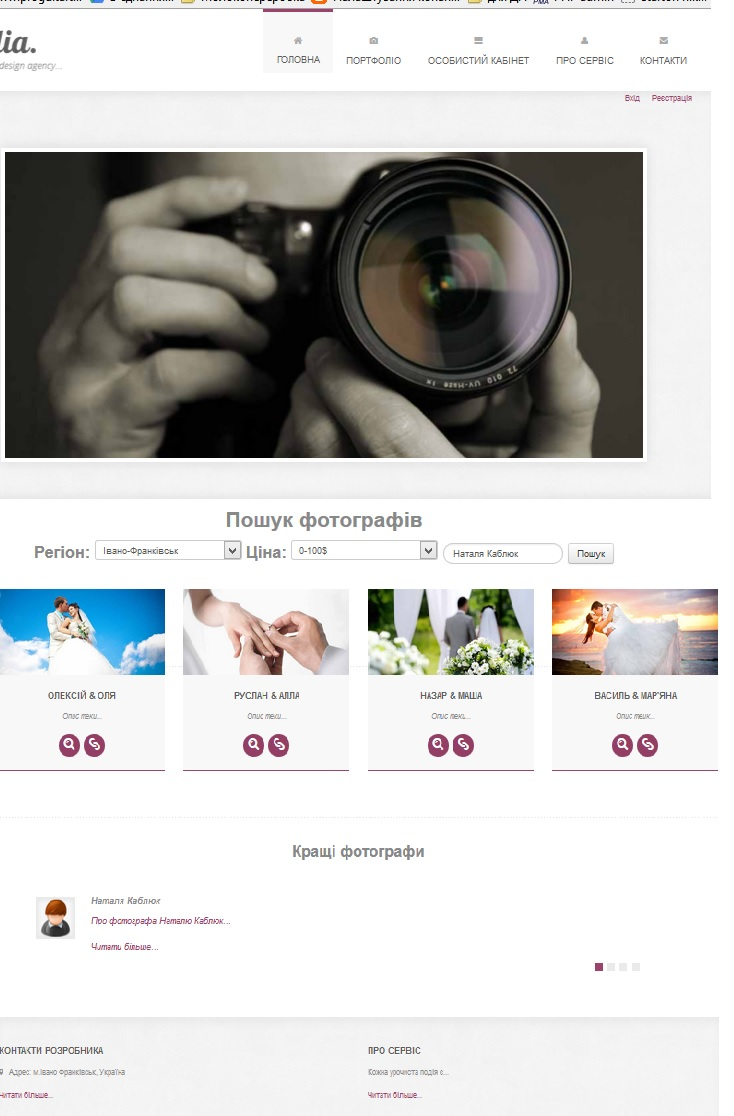 lia.
design agency...
ГОЛОВНА
ПОРТФОЛІО
ОСОБИСТИЙ КАБІНЕТ
ПРО СЕРВІС
КОНТАКТИ
Вхід Реєстрація
Пошук фотографів
Регіон: Івано-Франківськ Ціна: 0-100$ Наталя Каблюк Пошук
ОЛЕКСІЙ & ОЛЯ
РУСЛАН & АЛЛА
НАЗАР & МАША
ВАСИЛЬ & МАР'ЯНА
Опис теки...
Опис теки...
Опис теки...
Опис теки...
Кращі фотографи
Наталя Каблюк
Про фотографа Наталю Каблюк...
Читати більше...
КОНТАКТИ РОЗРОБНИКА
Адрес: м.Івано Франківськ, Україна
Читати більше...
ПРО СЕРВІС
Кожна урочиста подія є...
Читати більше...